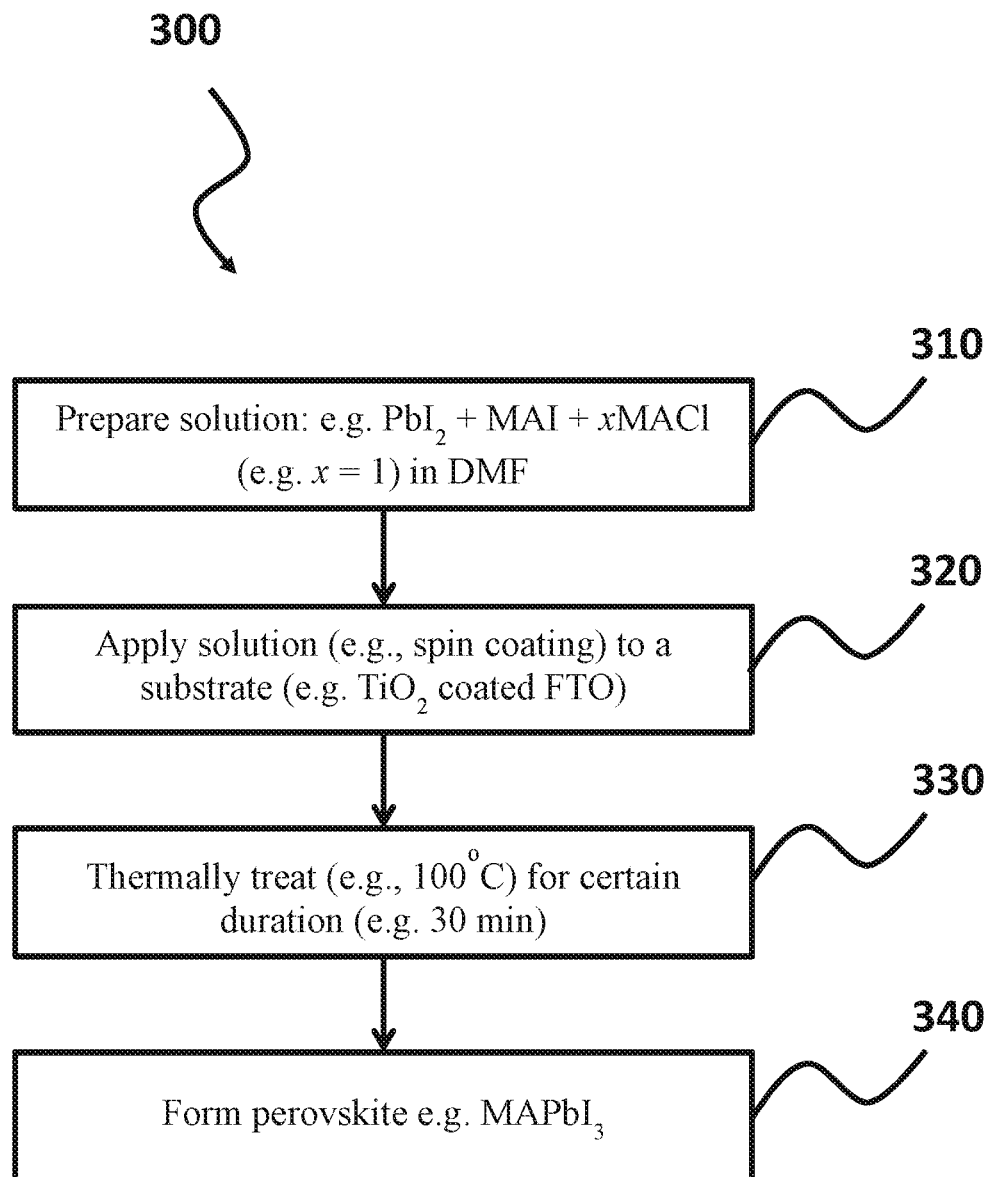 300
310
Prepare solution: e.g. PbI₂ + MAI + xMACl
(e.g. x = 1) in DMF
320
Apply solution (e.g., spin coating) to a
substrate (e.g. TiO₂ coated FTO)
330
Thermally treat (e.g., 100°C) for certain
duration (e.g. 30 min)
340
Form perovskite e.g. MAPbI₃